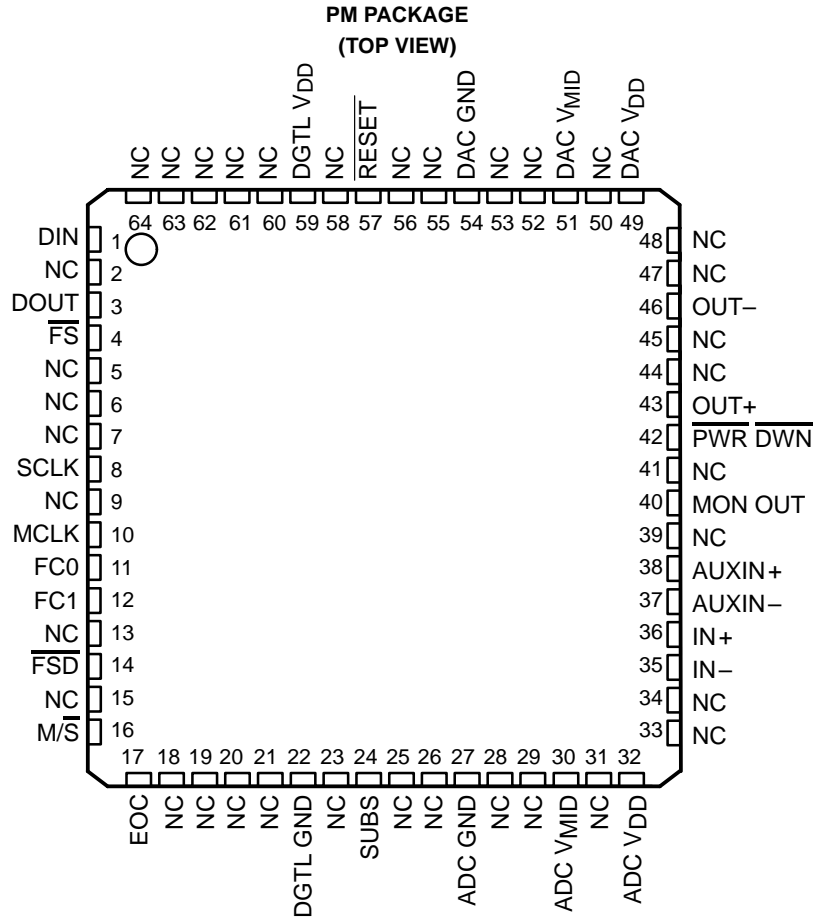 PM PACKAGE
(TOP VIEW)
NC NC NC NC NC DGTL VDD NC RESET NC NC DAC GND NC NC DAC VMID NC DAC VDD
64 63 62 61 60 59 58 57 56 55 54 53 52 51 50 49
DIN 1 48 NC
NC 2 47 NC
DOUT 3 46 OUT–
FS 4 45 NC
NC 5 44 NC
NC 6 43 OUT+
NC 7 42 PWR DWN
SCLK 8 41 NC
NC 9 40 MON OUT
MCLK 10 39 NC
FC0 11 38 AUXIN+
FC1 12 37 AUXIN–
NC 13 36 IN+
FSD 14 35 IN–
NC 15 34 NC
M/S 16 33 NC
17 18 19 20 21 22 23 24 25 26 27 28 29 30 31 32
EOC NC NC NC NC DGTL GND NC SUBS NC NC ADC GND NC NC ADC VMID NC ADC VDD